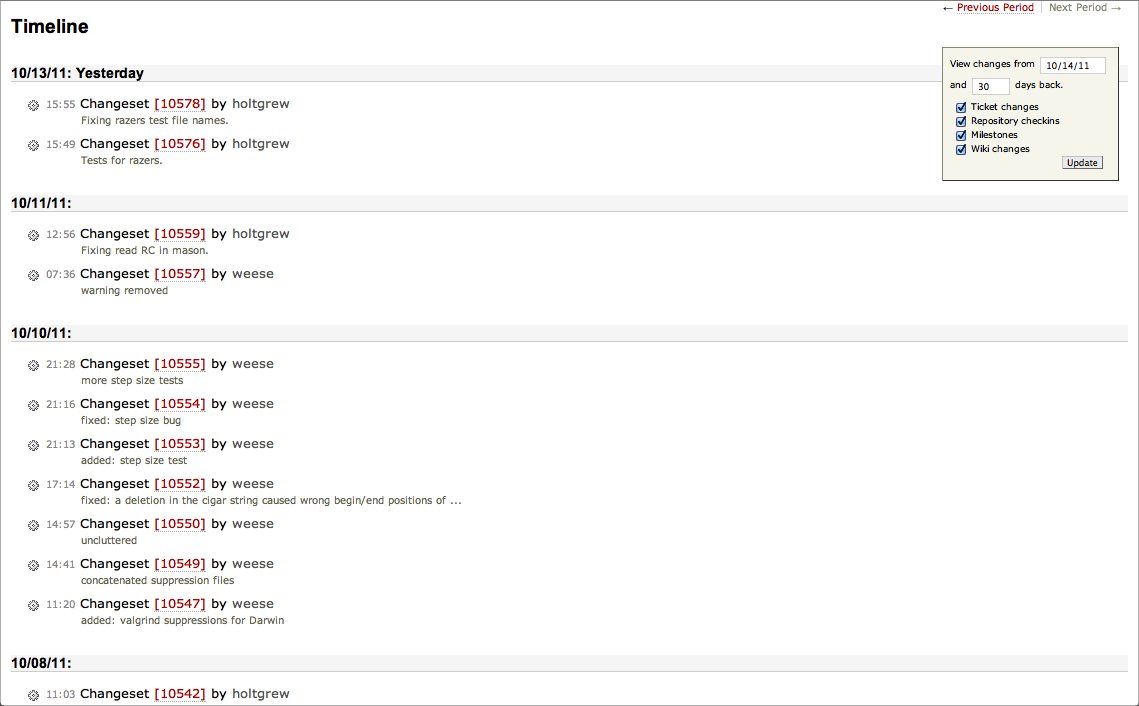 ← Previous Period | Next Period →
Timeline
View changes from 10/14/11
and 30 days back.
Ticket changes
Repository checkins
Milestones
Wiki changes
Update
10/13/11: Yesterday
15:55 Changeset [10578] by holtgrew
Fixing razers test file names.
15:49 Changeset [10576] by holtgrew
Tests for razers.
10/11/11:
12:56 Changeset [10559] by holtgrew
Fixing read RC in mason.
07:36 Changeset [10557] by weese
warning removed
10/10/11:
21:28 Changeset [10555] by weese
more step size tests
21:16 Changeset [10554] by weese
fixed: step size bug
21:13 Changeset [10553] by weese
added: step size test
17:14 Changeset [10552] by weese
fixed: a deletion in the cigar string caused wrong begin/end positions of ...
14:57 Changeset [10550] by weese
uncluttered
14:41 Changeset [10549] by weese
concatenated suppression files
11:20 Changeset [10547] by weese
added: valgrind suppressions for Darwin
10/08/11:
11:03 Changeset [10542] by holtgrew